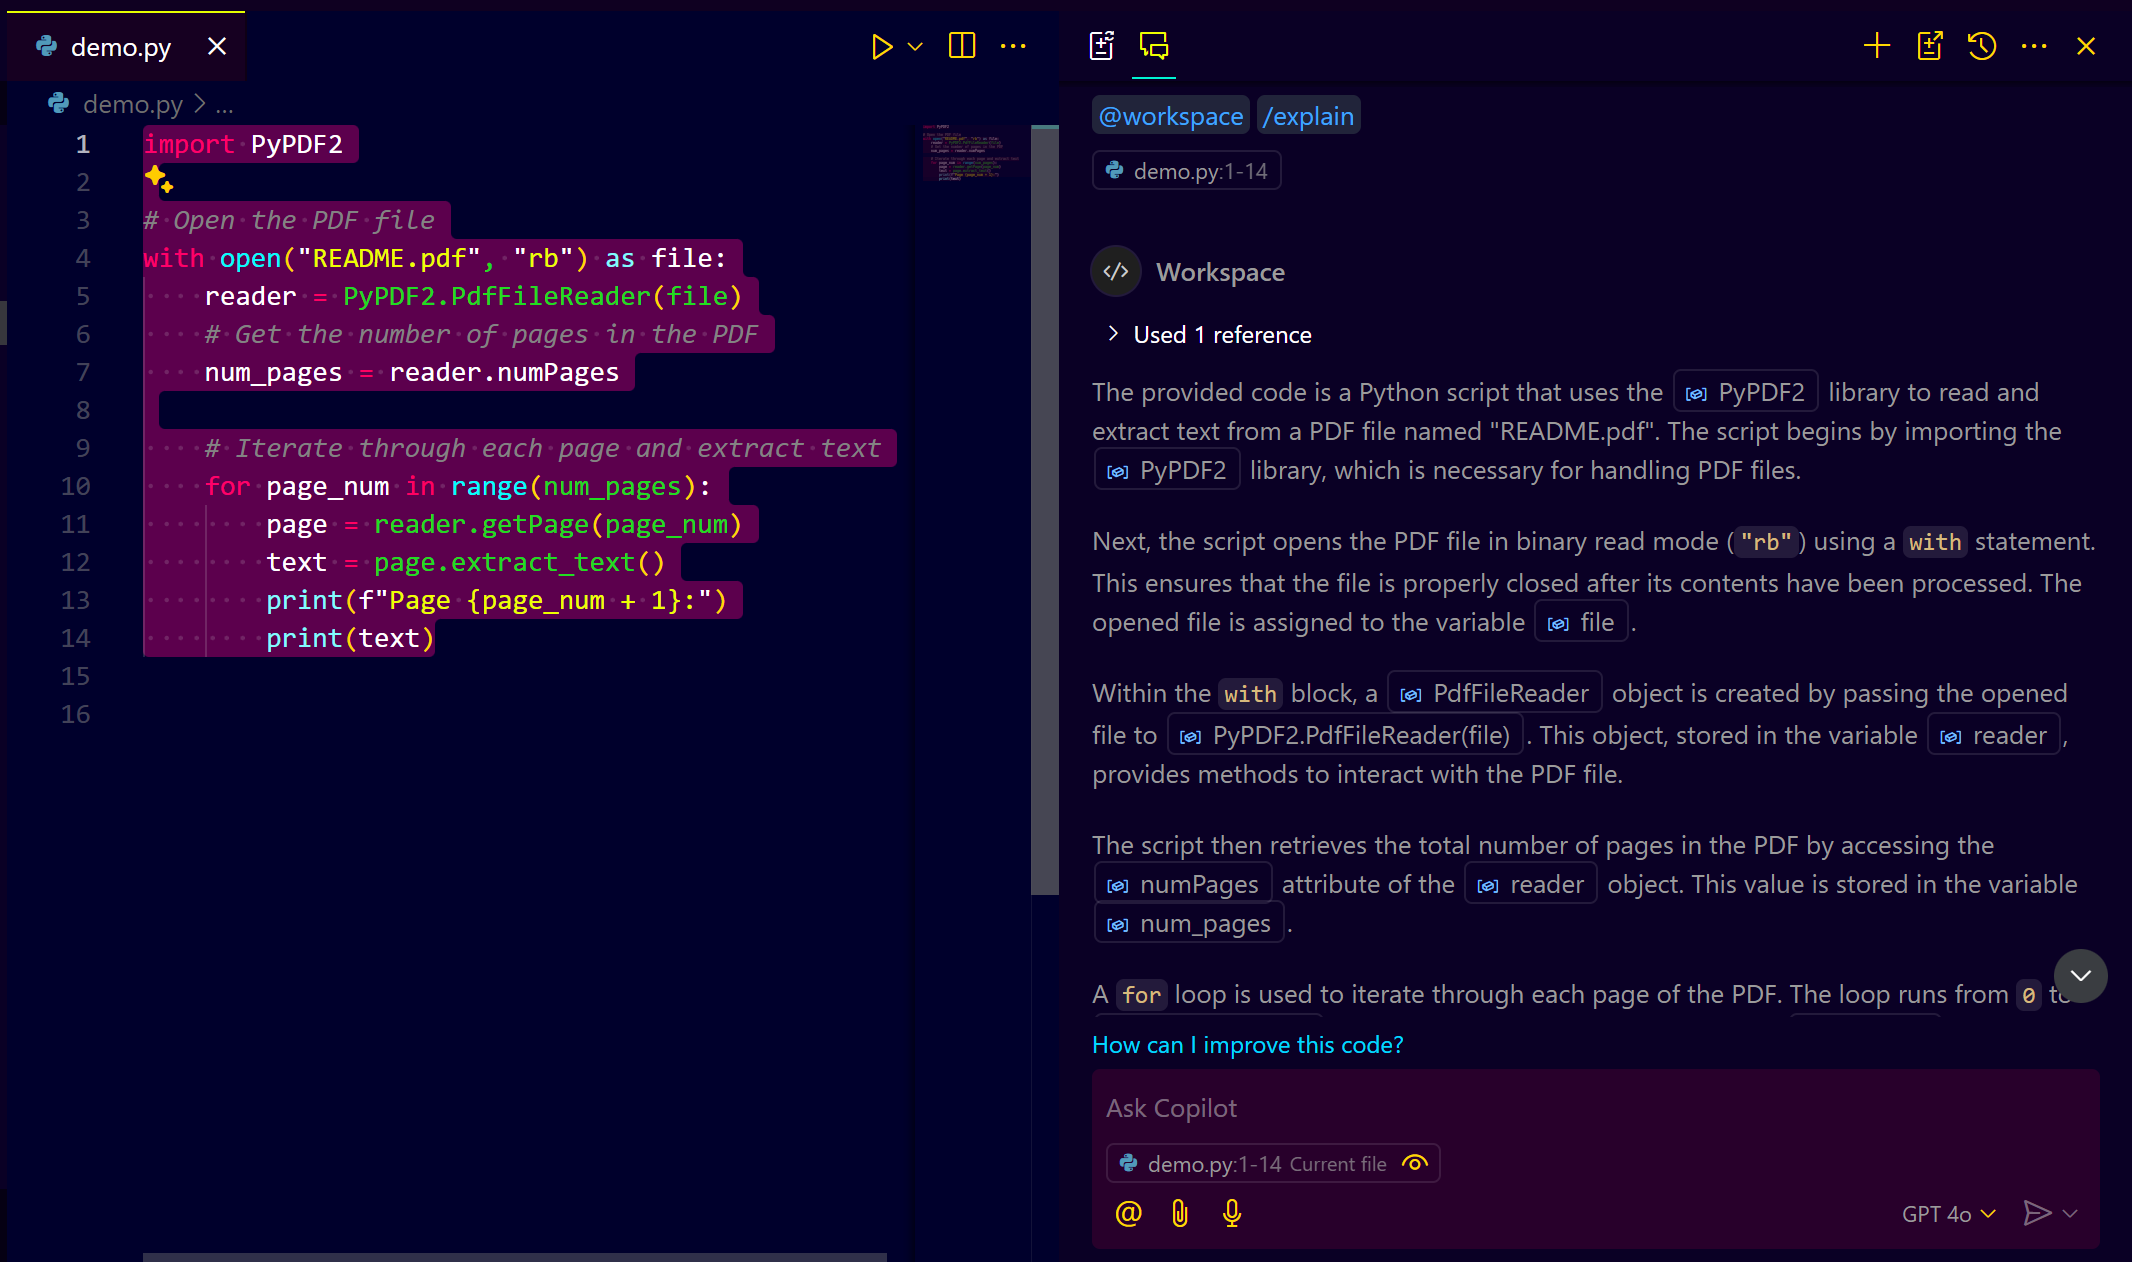 demo.py
demo.py > ...
1 import PyPDF2
2
3 # Open the PDF file
4 with open("README.pdf", "rb") as file:
5 reader = PyPDF2.PdfFileReader(file)
6 # Get the number of pages in the PDF
7 num_pages = reader.numPages
8
9 # Iterate through each page and extract text
10 for page_num in range(num_pages):
11 page = reader.getPage(page_num)
12 text = page.extract_text()
13 print(f"Page {page_num + 1}:")
14 print(text)
15
16
@workspace /explain
demo.py:1-14
Workspace
Used 1 reference
The provided code is a Python script that uses the PyPDF2 library to read and
extract text from a PDF file named "README.pdf". The script begins by importing the
PyPDF2 library, which is necessary for handling PDF files.
Next, the script opens the PDF file in binary read mode ("rb") using a with statement.
This ensures that the file is properly closed after its contents have been processed. The
opened file is assigned to the variable file.
Within the with block, a PdfFileReader object is created by passing the opened
file to PyPDF2.PdfFileReader(file). This object, stored in the variable reader,
provides methods to interact with the PDF file.
The script then retrieves the total number of pages in the PDF by accessing the
numPages attribute of the reader object. This value is stored in the variable
num_pages.
A for loop is used to iterate through each page of the PDF. The loop runs from 0 to
How can I improve this code?
Ask Copilot
demo.py:1-14 Current file
GPT 4o